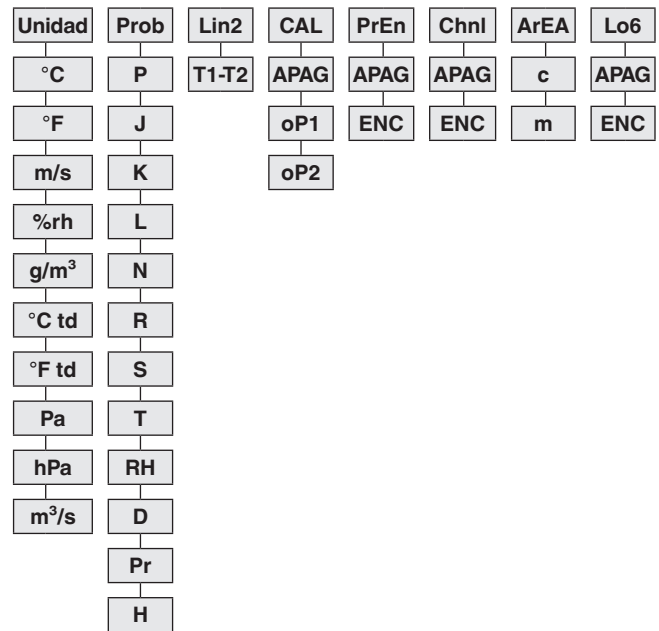 Unidad Prob Lin2 CAL PrEn Chnl ArEA Lo6
°C P T1-T2 APAG APAG APAG c APAG
°F J oP1 ENC ENC m ENC
m/s K oP2
%rh L
g/m³ N
°C td R
°F td S
Pa T
hPa RH
m³/s D
Pr
H